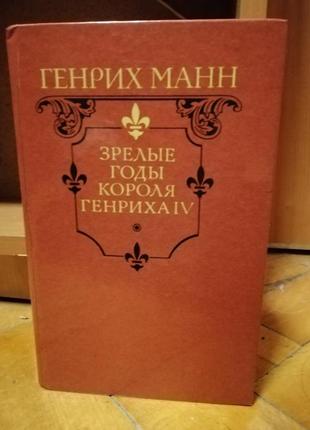 ГЕНРИХ МАНН
ЗРЕЛЫЕ
ГОДЫ
КОРОЛЯ
ГЕНРИХА IV